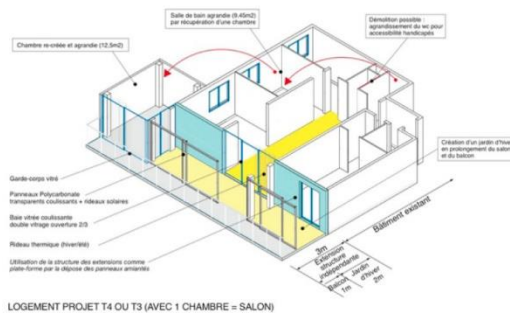 Salle de bain agrandie (9.45m2)
par récupération d'une chambre
Démolition possible :
agrandissement du wc pour
accessibilité handicapés
Chambre re-créée et agrandie (12,5m2)
Création d'un jardin d'hiver
en prolongement du salon
et du balcon
Garde-corps vitré
Panneaux Polycarbonate
transparents coulissants + rideaux solaires
Baie vitrée coulissante
double vitrage ouverture 2/3
Rideau thermique (hiver/été)
Utilisation de la structure des extensions comme
plate-forme par la dépose des panneaux amiantés
Bâtiment existant
3m
Extension
structure
indépendante
Balcon
1m
Jardin
d'hiver
2m
LOGEMENT PROJET T4 OU T3 (AVEC 1 CHAMBRE = SALON)